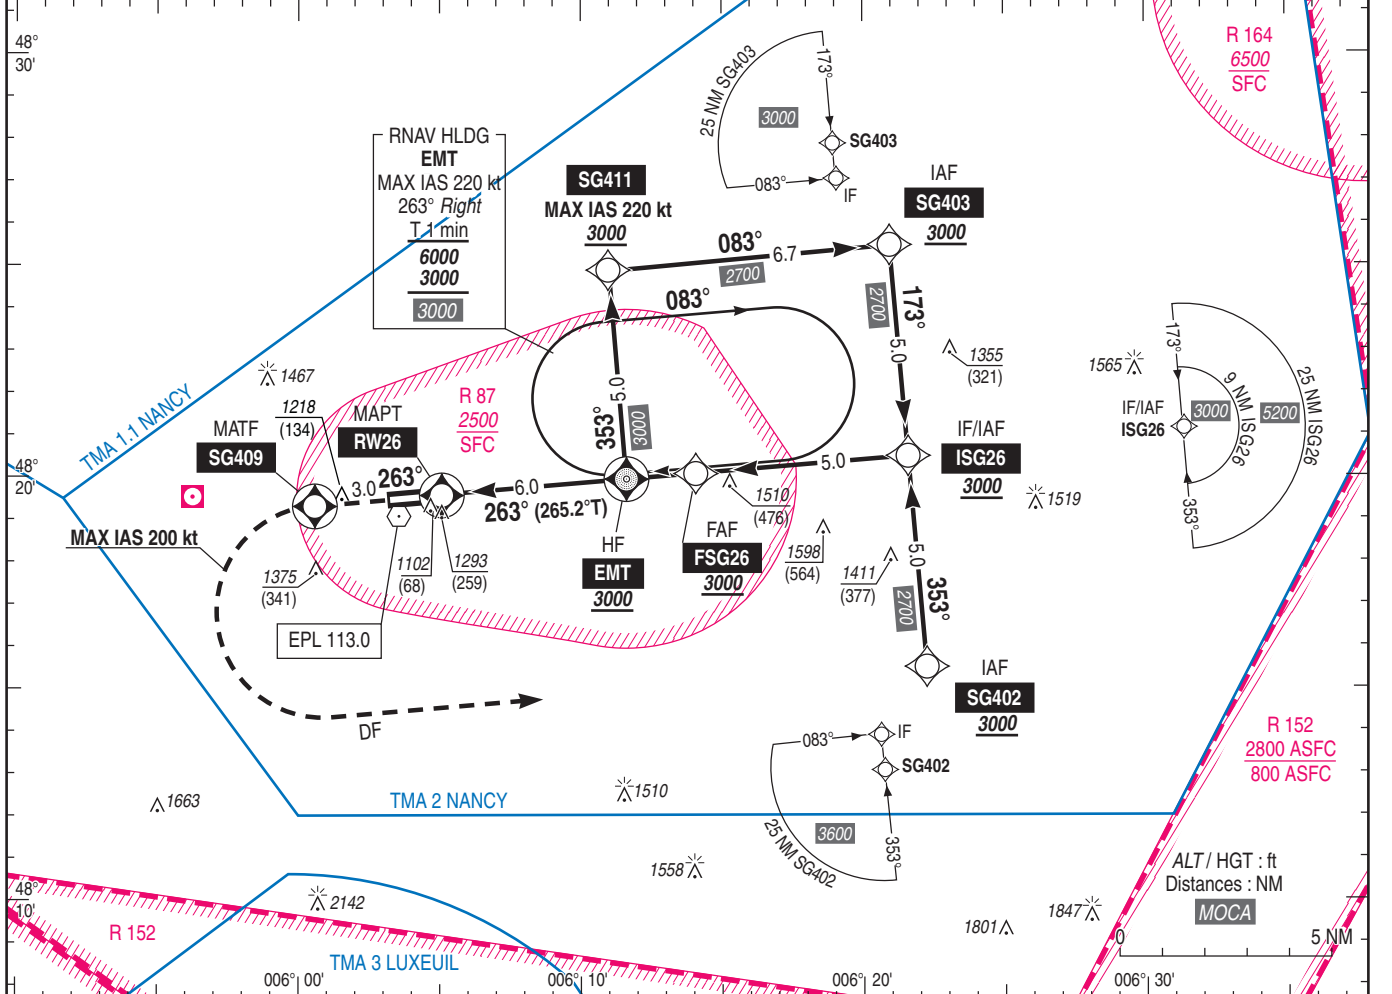 48°
30'
R 164
6500
SFC
25 NM SG403
173°
3000
SG403
083°
IF
RNAV HLDG
EMT
MAX IAS 220 kt
263° Right
T 1 min
6000
3000
3000
SG411
MAX IAS 220 kt
3000
IAF
SG403
3000
083°
6.7
2700
083°
2700
173°
5.0
1355
(321)
1565
173°
IF/IAF
ISG26
3000
9 NM ISG26
5200
25 NM ISG26
353°
TMA 1.1 NANCY
1467
1218
(134)
MAPT
RW26
R 87
2500
SFC
353°
5.0
3000
MATF
SG409
IF/IAF
ISG26
3000
48°
20'
3.0
263°
6.0
263° (265.2°T)
5.0
1510
(476)
1519
MAX IAS 200 kt
1375
(341)
1102
(68)
1293
(259)
HF
EMT
3000
FAF
FSG26
3000
1598
(564)
1411
(377)
5.0
353°
2700
EPL 113.0
IAF
SG402
3000
DF
083°
IF
SG402
3600
353°
25 NM SG402
R 152
2800 ASFC
800 ASFC
1663
1510
TMA 2 NANCY
1558
ALT / HGT : ft
Distances : NM
MOCA
48°
10'
2142
1847
1801
R 152
TMA 3 LUXEUIL
0
5 NM
006° 00'
006° 10'
006° 20'
006° 30'